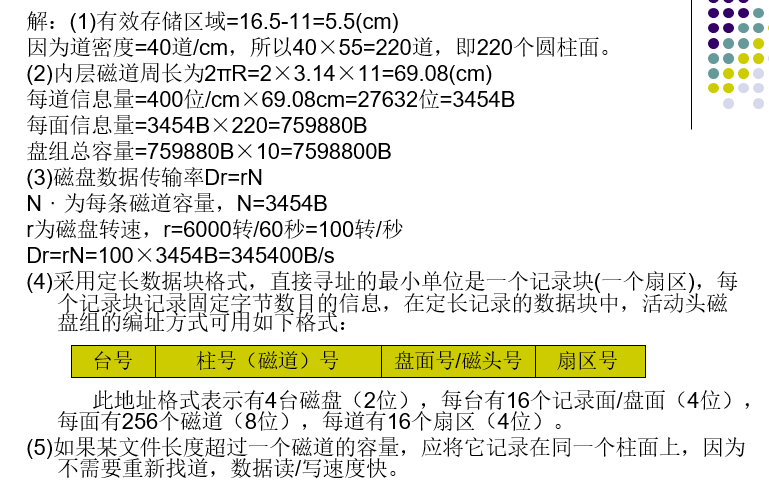 解：(1)有效存储区域=16.5-11=5.5(cm)
因为道密度=40道/cm，所以40×55=220道，即220个圆柱面。
(2)内层磁道周长为2πR=2×3.14×11=69.08(cm)
每道信息量=400位/cm×69.08cm=27632位=3454B
每面信息量=3454B×220=759880B
盘组总容量=759880B×10=7598800B
(3)磁盘数据传输率Dr=rN
N · 为每条磁道容量，N=3454B
r为磁盘转速，r=6000转/60秒=100转/秒
Dr=rN=100×3454B=345400B/s
(4)采用定长数据块格式，直接寻址的最小单位是一个记录块(一个扇区)，每
个记录块记录固定字节数目的信息，在定长记录的数据块中，活动头磁
盘组的编址方式可用如下格式：
台号 柱号（磁道）号 盘面号/磁头号 扇区号
此地址格式表示有4台磁盘（2位），每台有16个记录面/盘面（4位），
每面有256个磁道（8位），每道有16个扇区（4位）。
(5)如果某文件长度超过一个磁道的容量，应将它记录在同一个柱面上，因为
不需要重新找道，数据读/写速度快。